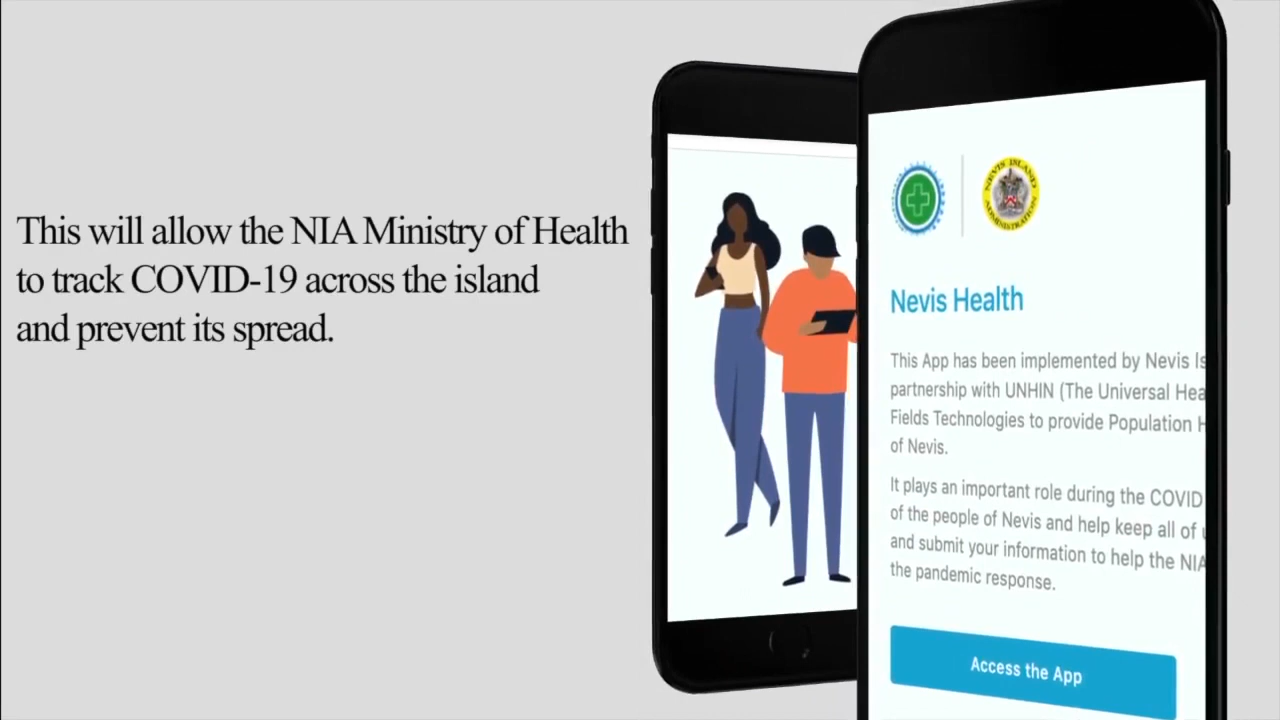 This will allow the NIA Ministry of Health
to track COVID-19 across the island
and prevent its spread.
NEVIS ISLAND
ADMINISTRATION
Nevis Health
This App has been implemented by Nevis Is
partnership with UNHIN (The Universal Hea
Fields Technologies to provide Population H
of Nevis.
It plays an important role during the COVID
of the people of Nevis and help keep all of u
and submit your information to help the NIA
the pandemic response.
Access the App